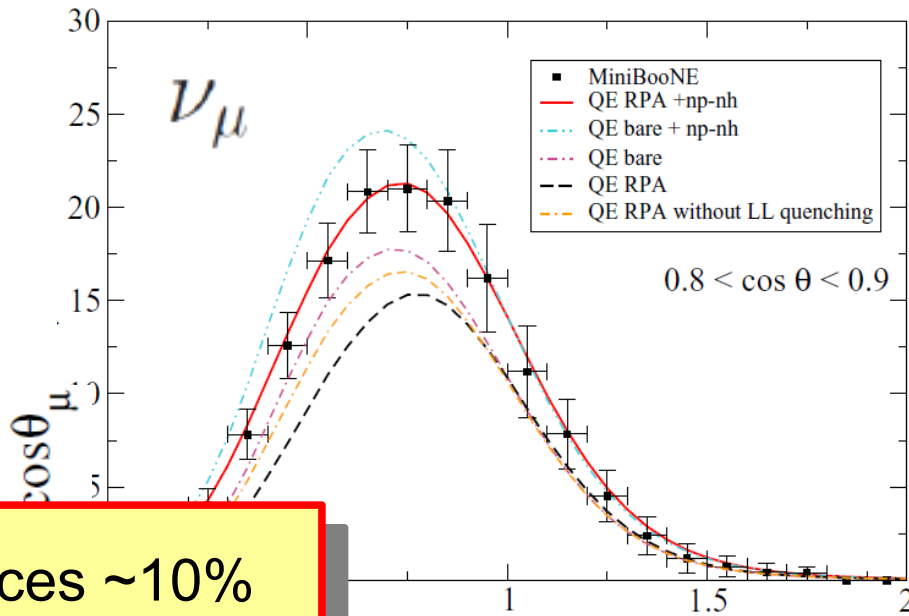 30
25
20
15
5
ν_μ
MiniBooNE
QE RPA +np-nh
QE bare + np-nh
QE bare
QE RPA
QE RPA without LL quenching
0.8 < cos θ < 0.9
cosθ_μ
~10%
1
1.5
2